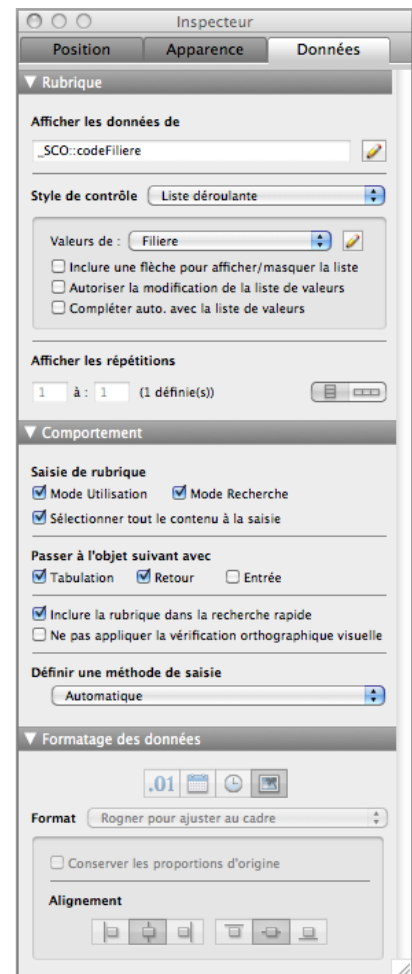 Inspecteur
Position Apparence Données
Rubrique
Afficher les données de
_SCO::codeFiliere
Style de contrôle Liste déroulante
Valeurs de : Filiere
Inclure une flèche pour afficher/masquer la liste
Autoriser la modification de la liste de valeurs
Compléter auto. avec la liste de valeurs
Afficher les répétitions
1 à : 1 (1 définie(s))
Comportement
Saisie de rubrique
Mode Utilisation Mode Recherche
Sélectionner tout le contenu à la saisie
Passer à l'objet suivant avec
Tabulation Retour Entrée
Inclure la rubrique dans la recherche rapide
Ne pas appliquer la vérification orthographique visuelle
Définir une méthode de saisie
Automatique
Formatage des données
.01
Format Rogner pour ajuster au cadre
Conserver les proportions d'origine
Alignement